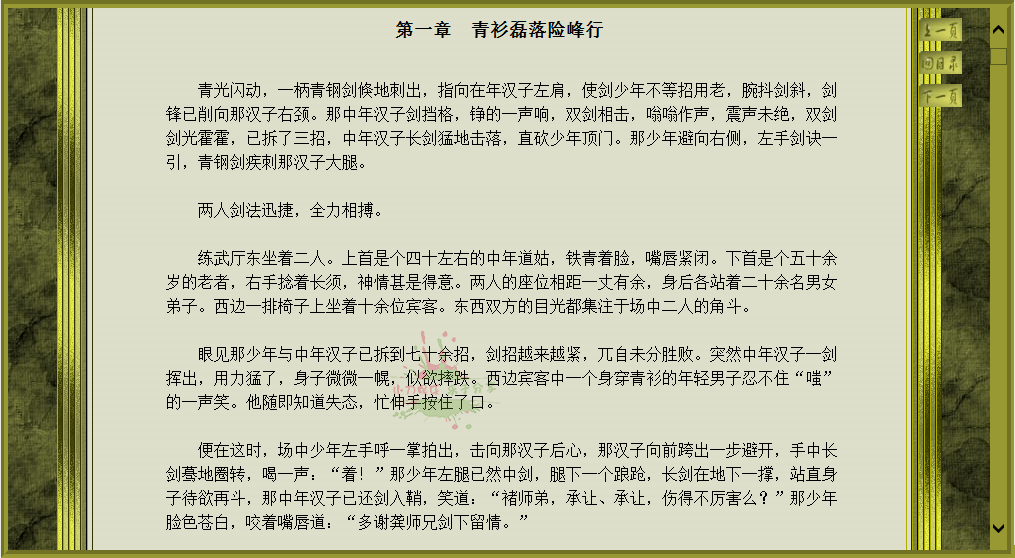 第一章　青衫磊落险峰行
上一頁
回目录
下一頁
青光闪动，一柄青钢剑倏地刺出，指向在年汉子左肩，使剑少年不等招用老，腕抖剑斜，剑
锋已削向那汉子右颈。那中年汉子剑挡格，铮的一声响，双剑相击，嗡嗡作声，震声未绝，双剑
剑光霍霍，已拆了三招，中年汉子长剑猛地击落，直砍少年顶门。那少年避向右侧，左手剑诀一
引，青钢剑疾刺那汉子大腿。
两人剑法迅捷，全力相搏。
练武厅东坐着二人。上首是个四十左右的中年道姑，铁青着脸，嘴唇紧闭。下首是个五十余
岁的老者，右手捻着长须，神情甚是得意。两人的座位相距一丈有余，身后各站着二十余名男女
弟子。西边一排椅子上坐着十余位宾客。东西双方的目光都集注于场中二人的角斗。
眼见那少年与中年汉子已拆到七十余招，剑招越来越紧，兀自未分胜败。突然中年汉子一剑
挥出，用力猛了，身子微微一幌，似欲摔跌。西边宾客中一个身穿青衫的年轻男子忍不住“嗤”
的一声笑。他随即知道失态，忙伸手按住了口。
便在这时，场中少年左手呼一掌拍出，击向那汉子后心，那汉子向前跨出一步避开，手中长
剑蓦地圈转，喝一声：“着！”那少年左腿已然中剑，腿下一个踉跄，长剑在地下一撑，站直身
子待欲再斗，那中年汉子已还剑入鞘，笑道：“褚师弟，承让、承让，伤得不厉害么？”那少年
脸色苍白，咬着嘴唇道：“多谢龚师兄剑下留情。”